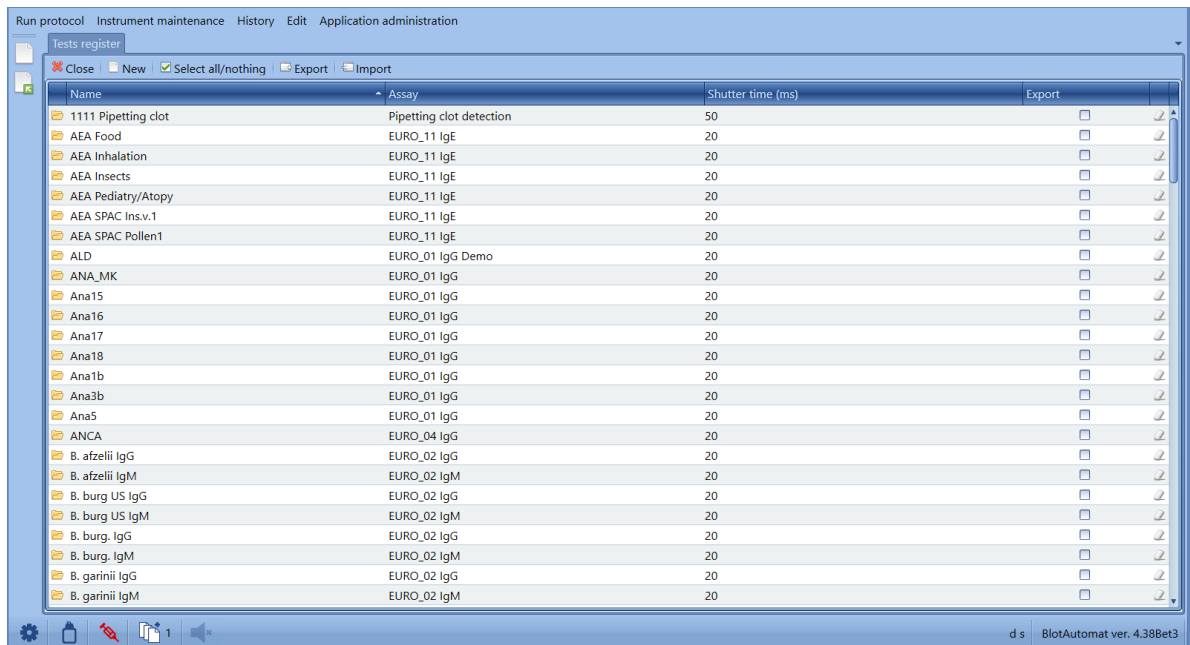 Run protocol Instrument maintenance History Edit Application administration
Tests register
Close New Select all/nothing Export Import
Name Assay Shutter time (ms) Export
1111 Pipetting clot Pipetting clot detection 50
AEA Food EURO_11 IgE 20
AEA Inhalation EURO_11 IgE 20
AEA Insects EURO_11 IgE 20
AEA Pediatry/Atopy EURO_11 IgE 20
AEA SPAC Ins.v.1 EURO_11 IgE 20
AEA SPAC Pollen1 EURO_11 IgE 20
ALD EURO_01 IgG Demo 20
ANA_MK EURO_01 IgG 20
Ana15 EURO_01 IgG 20
Ana16 EURO_01 IgG 20
Ana17 EURO_01 IgG 20
Ana18 EURO_01 IgG 20
Ana1b EURO_01 IgG 20
Ana3b EURO_01 IgG 20
Ana5 EURO_01 IgG 20
ANCA EURO_04 IgG 20
B. afzelii IgG EURO_02 IgG 20
B. afzelii IgM EURO_02 IgM 20
B. burg US IgG EURO_02 IgG 20
B. burg US IgM EURO_02 IgM 20
B. burg. IgG EURO_02 IgG 20
B. burg. IgM EURO_02 IgM 20
B. garinii IgG EURO_02 IgG 20
B. garinii IgM EURO_02 IgM 20
1 d s BlotAutomat ver. 4.38Bet3